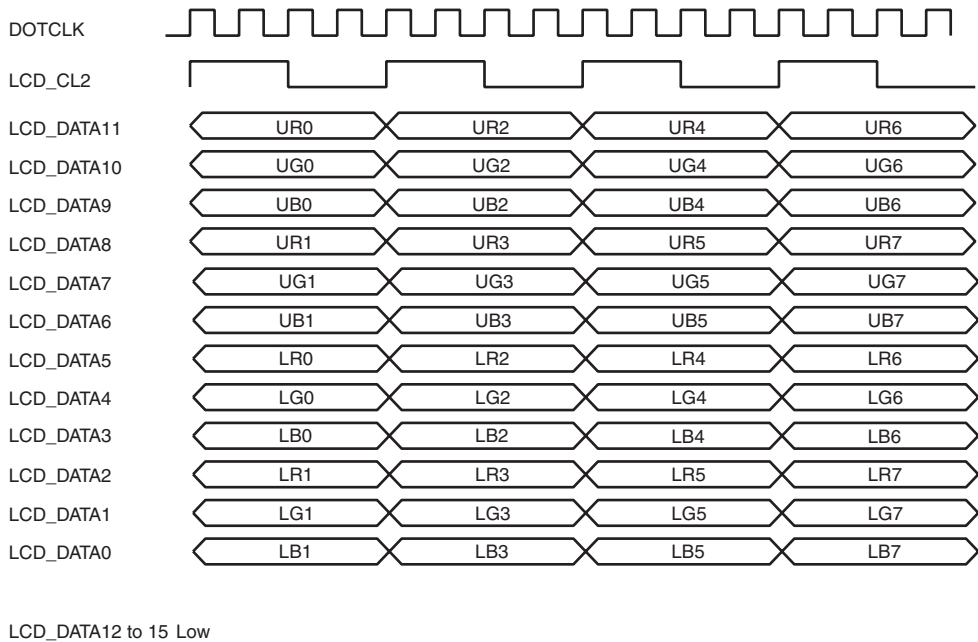 DOTCLK
LCD_CL2
LCD_DATA11 UR0 UR2 UR4 UR6
LCD_DATA10 UG0 UG2 UG4 UG6
LCD_DATA9 UB0 UB2 UB4 UB6
LCD_DATA8 UR1 UR3 UR5 UR7
LCD_DATA7 UG1 UG3 UG5 UG7
LCD_DATA6 UB1 UB3 UB5 UB7
LCD_DATA5 LR0 LR2 LR4 LR6
LCD_DATA4 LG0 LG2 LG4 LG6
LCD_DATA3 LB0 LB2 LB4 LB6
LCD_DATA2 LR1 LR3 LR5 LR7
LCD_DATA1 LG1 LG3 LG5 LG7
LCD_DATA0 LB1 LB3 LB5 LB7
LCD_DATA12 to 15 Low